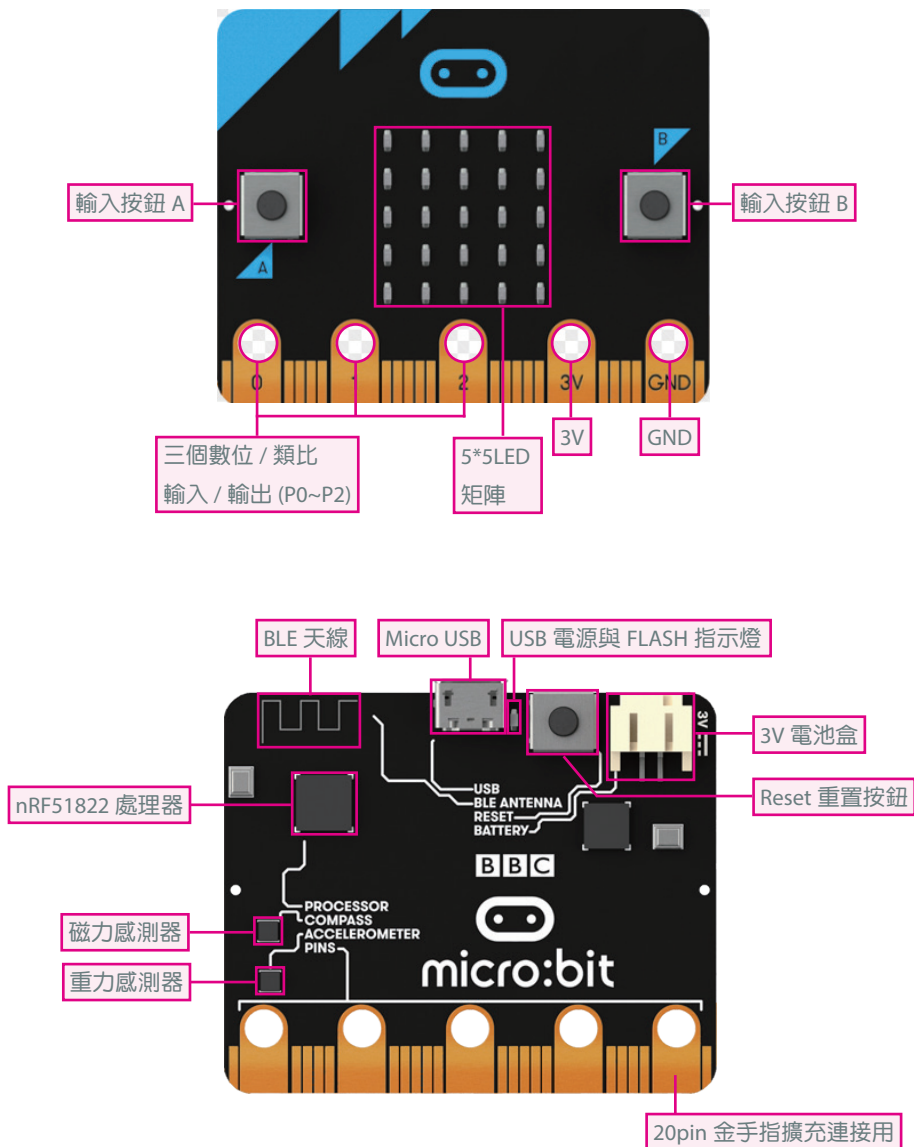 B
輸入按鈕 A
輸入按鈕 B
A
0
1
2
3V
GND
三個數位 / 類比
輸入 / 輸出 (P0~P2)
5*5LED
矩陣
3V
GND
BLE 天線
Micro USB
USB 電源與 FLASH 指示燈
3V
3V 電池盒
nRF51822 處理器
USB
BLE ANTENNA
RESET
BATTERY
Reset 重置按鈕
BBC
PROCESSOR
COMPASS
ACCELEROMETER
PINS
磁力感測器
重力感測器
micro:bit
20pin 金手指擴充連接用